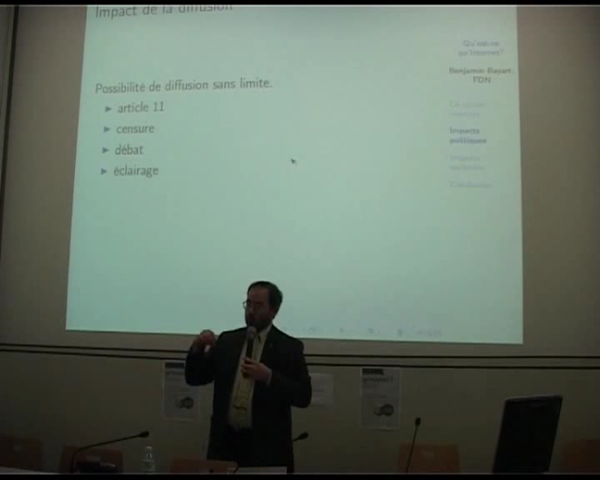 Impact de la diffusion
Qu'est-ce
qu'Internet?
Benjamin Bayart,
FDN
Possibilité de diffusion sans limite.
► article 11
► censure
► débat
► éclairage
Impacts
politiques